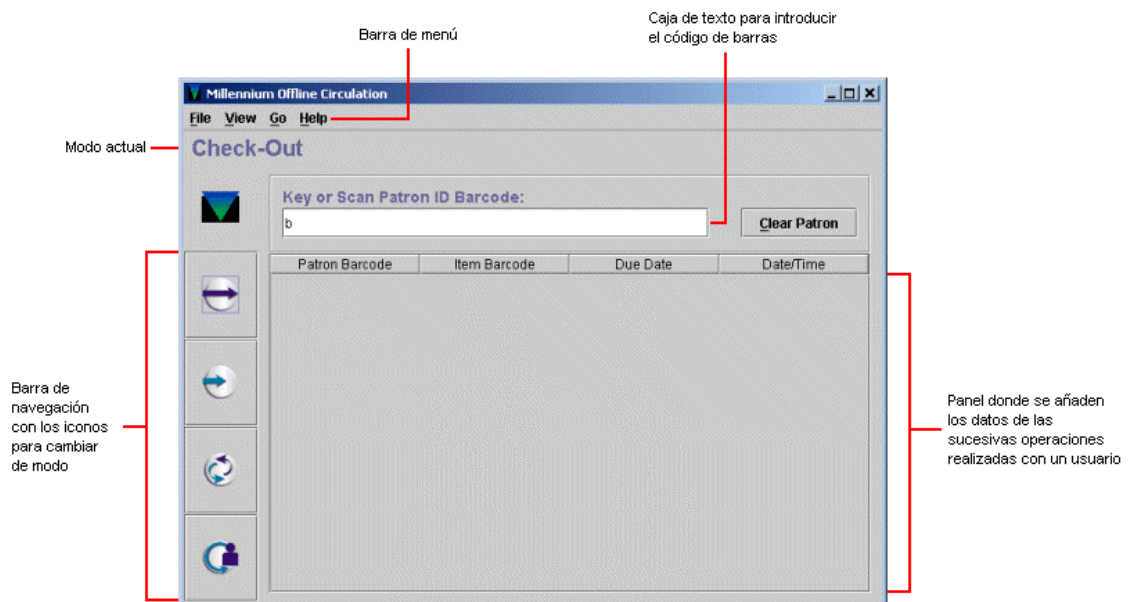 Caja de texto para introducir
el código de barras
Barra de menú
Millennium Offline Circulation
File View Go Help
Modo actual
Check-Out
Key or Scan Patron ID Barcode:
b
Clear Patron
Patron Barcode Item Barcode Due Date Date/Time
Barra de
navegación
con los iconos
para cambiar
de modo
Panel donde se añaden
los datos de las
sucesivas operaciones
realizadas con un usuario